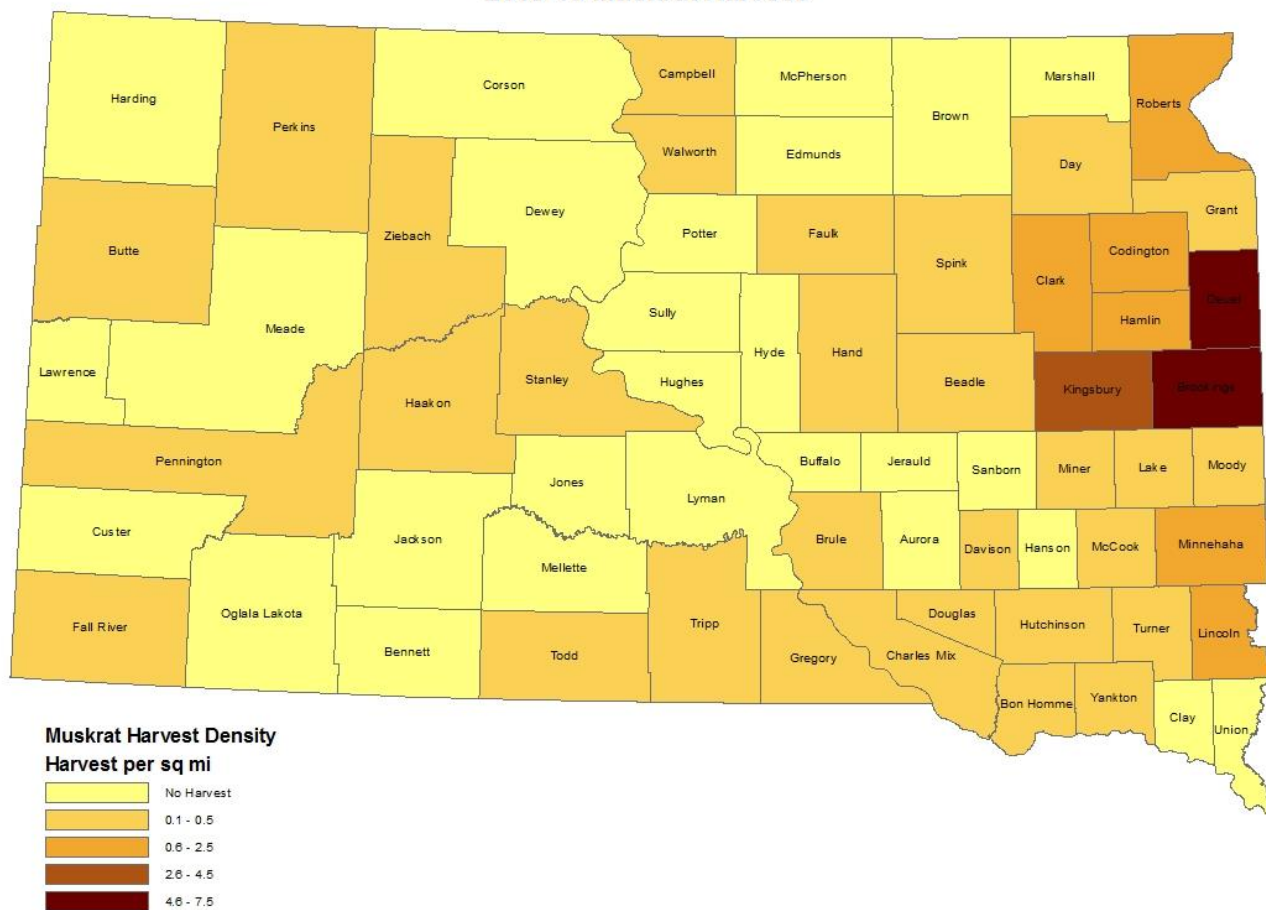 Harding
Perkins
Corson
Campbell
McPherson
Brown
Marshall
Roberts
Walworth
Edmunds
Day
Grant
Butte
Ziebach
Dewey
Potter
Faulk
Spink
Clark
Codington
Deuel
Hamlin
Meade
Lawrence
Sully
Hyde
Hand
Beadle
Kingsbury
Brookings
Haakon
Stanley
Hughes
Pennington
Buffalo
Jerauld
Sanborn
Miner
Lake
Moody
Custer
Jones
Lyman
Jackson
Mellette
Brule
Aurora
Davison
Hanson
McCook
Minnehaha
Fall River
Oglala Lakota
Bennett
Todd
Tripp
Gregory
Charles Mix
Douglas
Hutchinson
Turner
Lincoln
Bon Homme
Yankton
Clay
Union
Muskrat Harvest Density
Harvest per sq mi
No Harvest
0.1 - 0.5
0.6 - 2.5
2.6 - 4.5
4.6 - 7.5